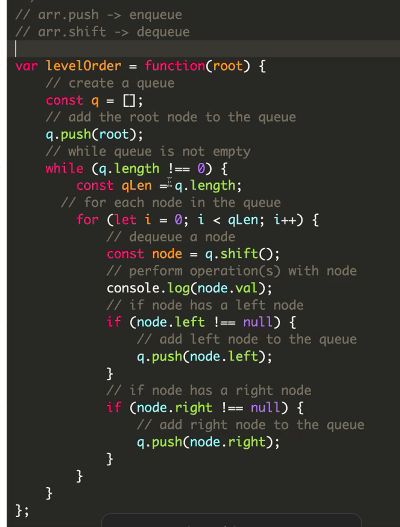 // arr.push -> enqueue
// arr.shift -> dequeue
var levelOrder = function(root) {
// create a queue
const q = [];
// add the root node to the queue
q.push(root);
// while queue is not empty
while (q.length !== 0) {
const qLen = q.length;
// for each node in the queue
for (let i = 0; i < qLen; i++) {
// dequeue a node
const node = q.shift();
// perform operation(s) with node
console.log(node.val);
// if node has a left node
if (node.left !== null) {
// add left node to the queue
q.push(node.left);
}
// if node has a right node
if (node.right !== null) {
// add right node to the queue
q.push(node.right);
}
}
}
};